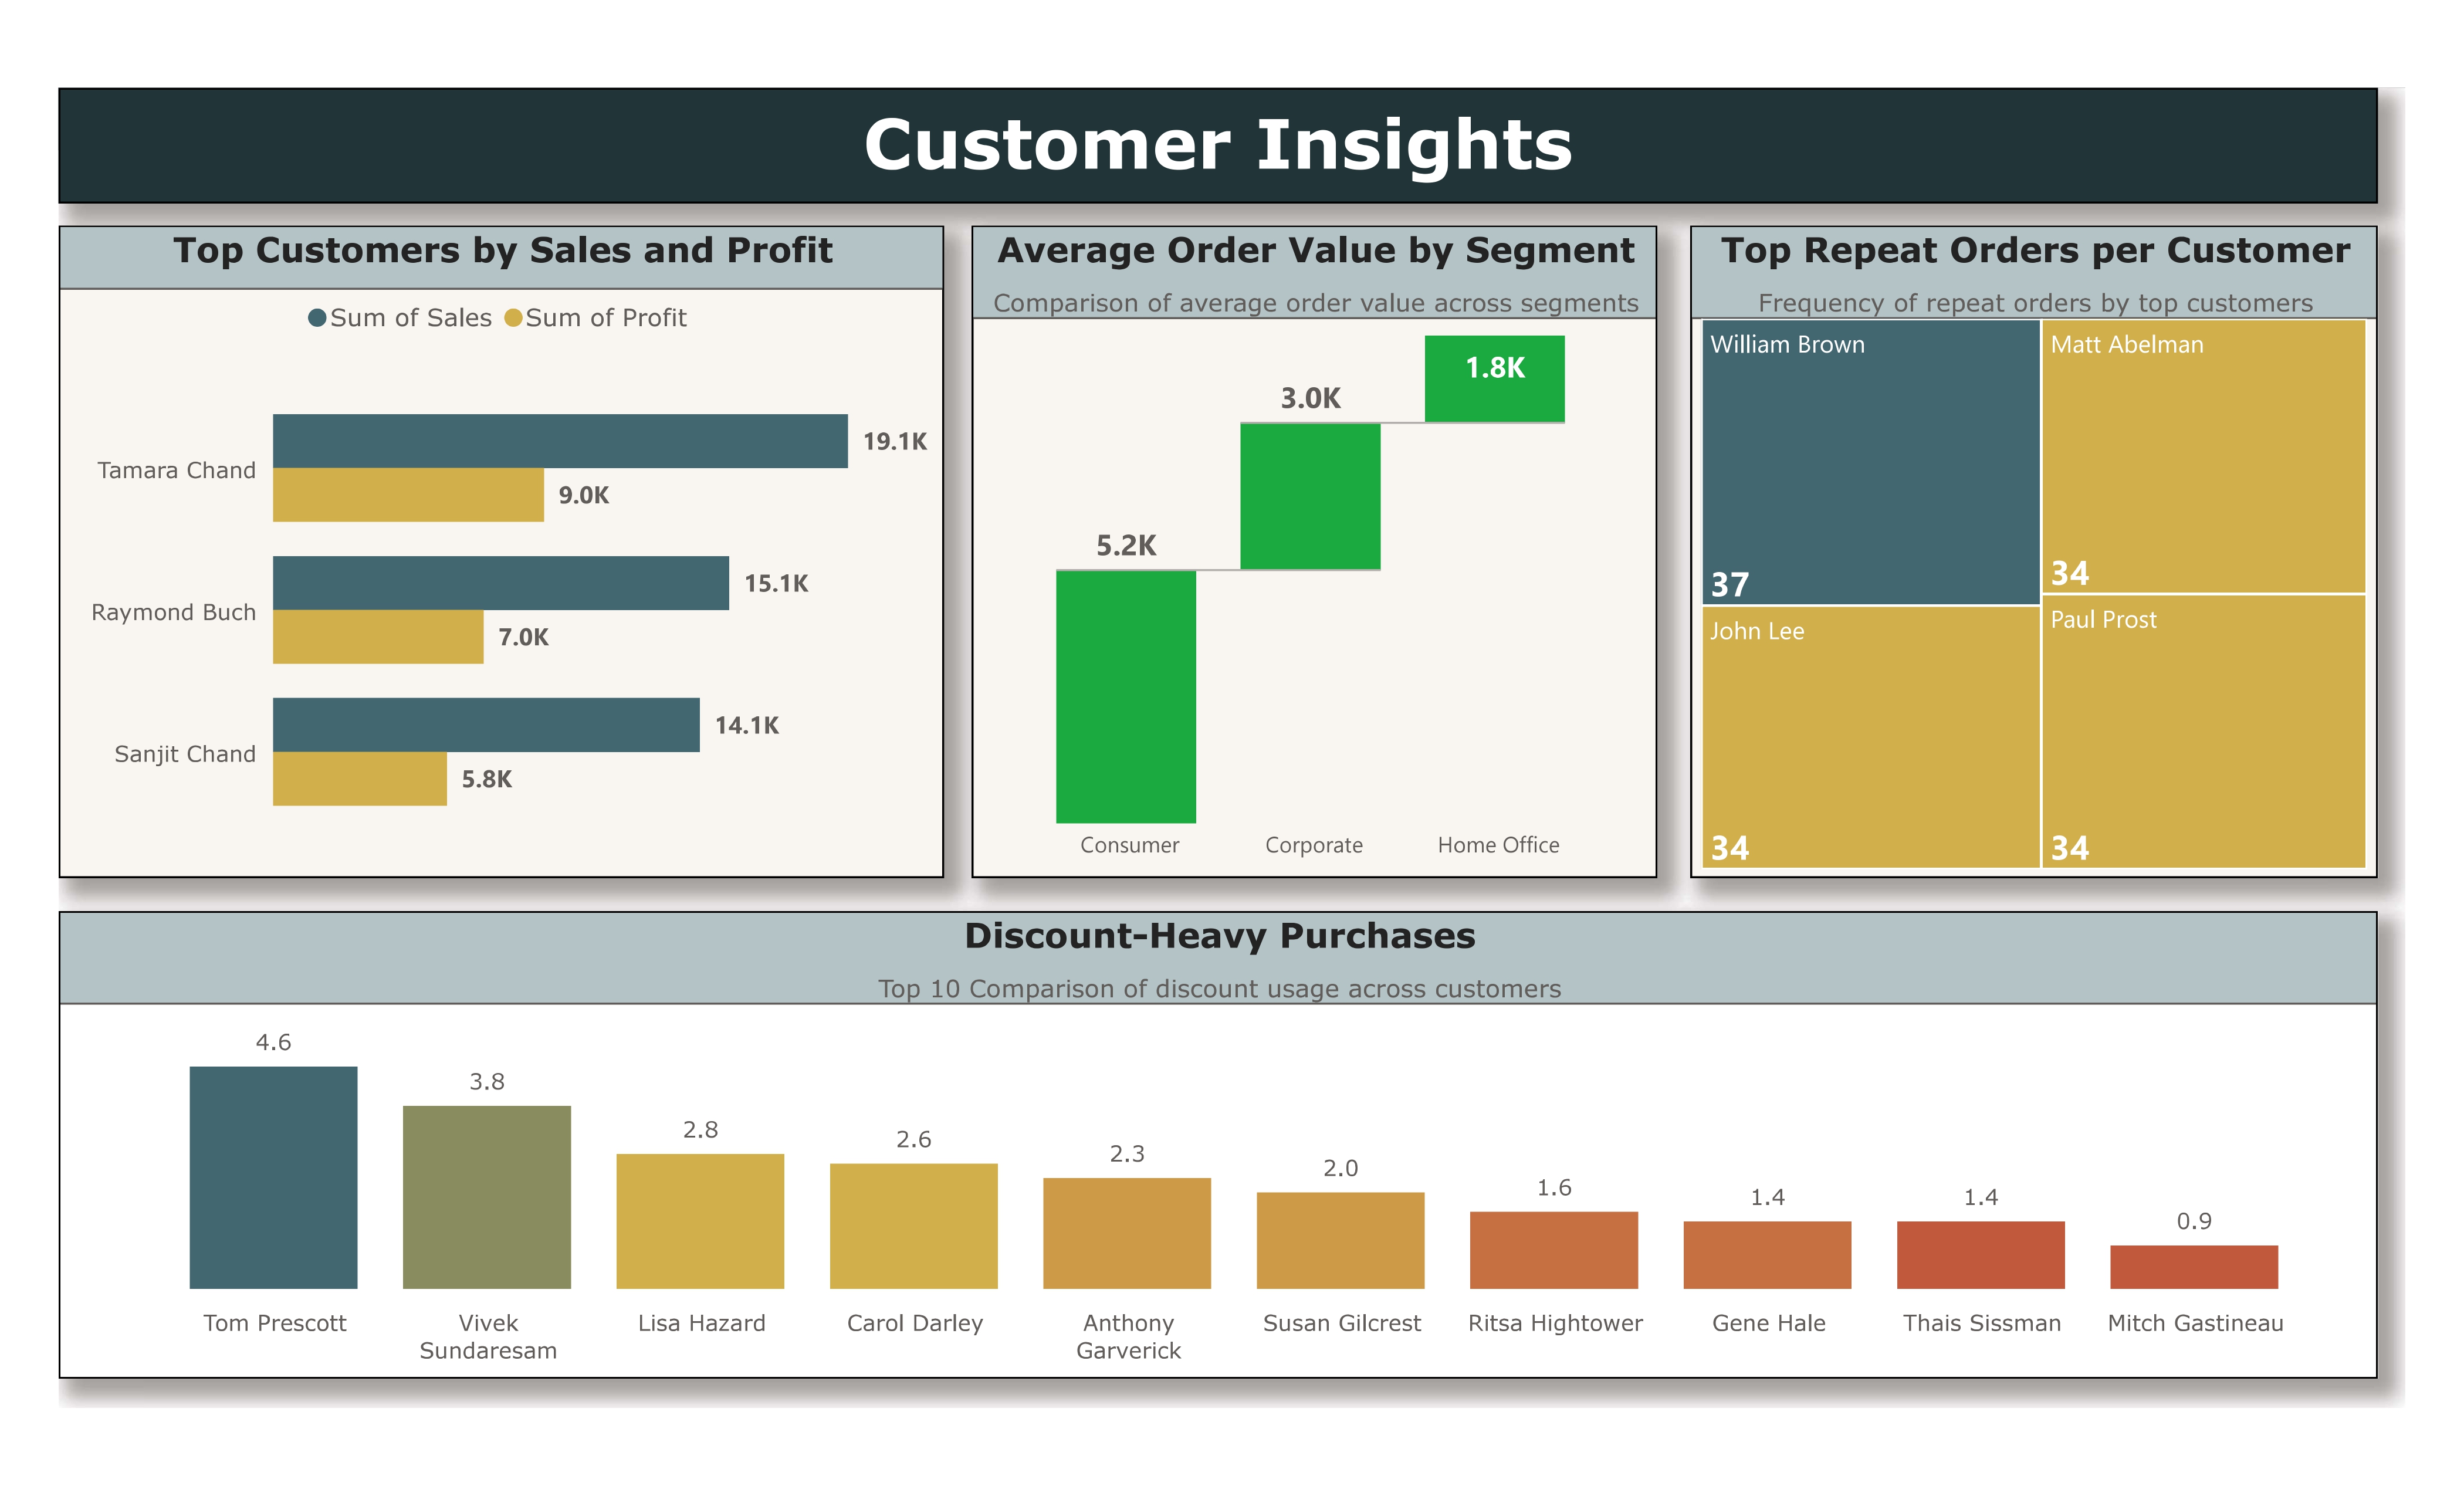 Customer Insights
Top Customers by Sales and Profit
Sum of Sales Sum of Profit
Tamara Chand
19.1K
9.0K
Raymond Buch
15.1K
7.0K
Sanjit Chand
14.1K
5.8K
Average Order Value by Segment
Comparison of average order value across segments
5.2K
3.0K
1.8K
Consumer Corporate Home Office
Top Repeat Orders per Customer
Frequency of repeat orders by top customers
William Brown
37
Matt Abelman
34
John Lee
34
Paul Prost
34
Discount-Heavy Purchases
Top 10 Comparison of discount usage across customers
4.6
3.8
2.8
2.6
2.3
2.0
1.6
1.4
1.4
0.9
Tom Prescott
Vivek
Sundaresam
Lisa Hazard
Carol Darley
Anthony
Garverick
Susan Gilcrest
Ritsa Hightower
Gene Hale
Thais Sissman
Mitch Gastineau